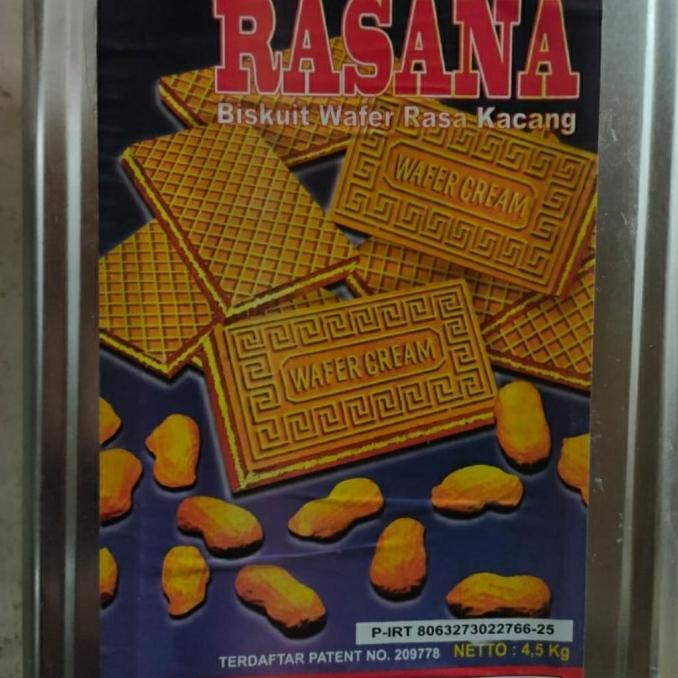 RASANA
Biskuit Wafer Rasa Kacang
WAFER CREAM
WAFER CREAM
P-IRT 8063273022766-25
TERDAFTAR PATENT NO. 209778 NETTO : 4,5 Kg